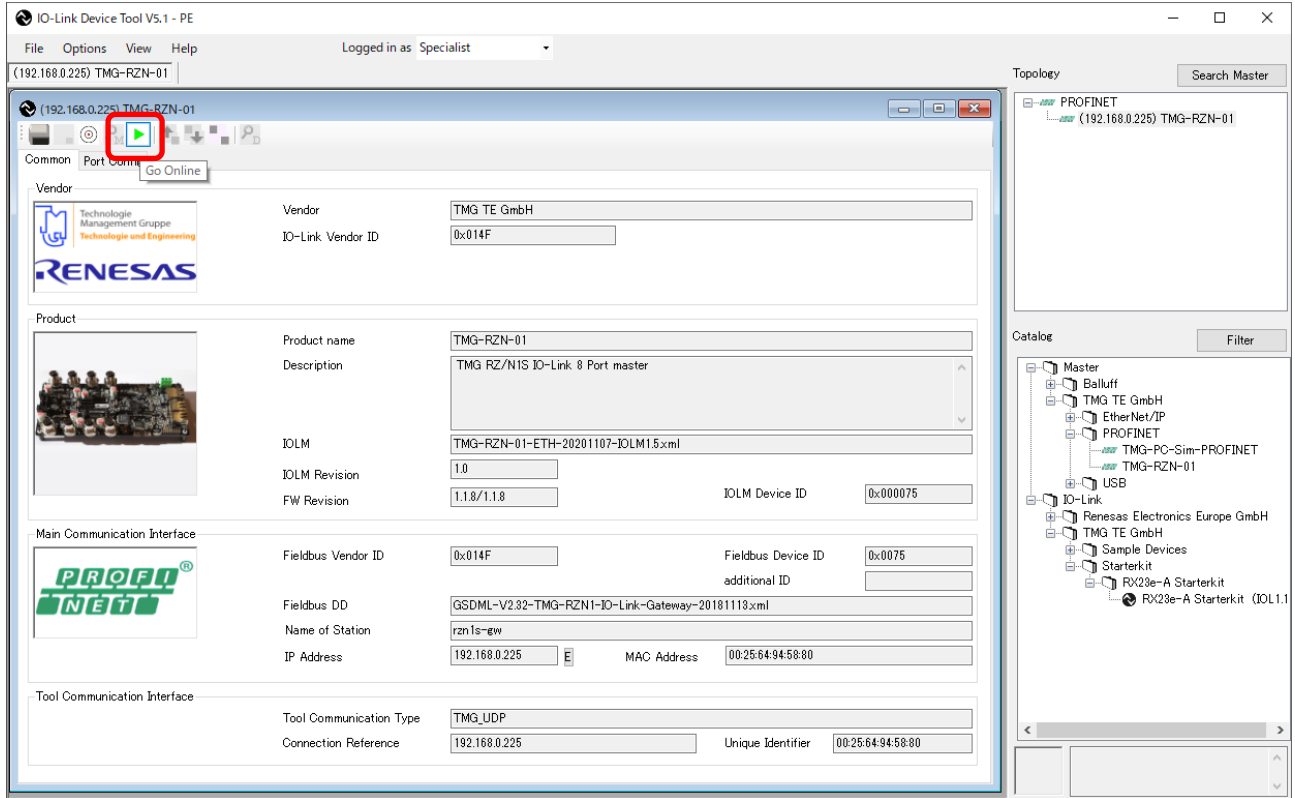 IO-Link Device Tool V5.1 - PE
File Options View Help Logged in as Specialist
(192.168.0.225) TMG-RZN-01
Topology Search Master
PROFINET
(192.168.0.225) TMG-RZN-01
(192.168.0.225) TMG-RZN-01
Go Online
Common Port
Vendor
Technologie
Management Gruppe
Technologie und Engineering
RENESAS
Vendor TMG TE GmbH
IO-Link Vendor ID 0x014F
Product
Product name TMG-RZN-01
Description TMG RZ/N1S IO-Link 8 Port master
IOLM TMG-RZN-01-ETH-20201107-IOLM1.5.xml
IOLM Revision 1.0
FW Revision 1.1.8/1.1.8 IOLM Device ID 0x000075
Main Communication Interface
PROFI
NET
Fieldbus Vendor ID 0x014F Fieldbus Device ID 0x0075
additional ID
Fieldbus DD GSDML-V2.32-TMG-RZN1-IO-Link-Gateway-20181113.xml
Name of Station rzn1s-gw
IP Address 192.168.0.225 E MAC Address 00:25:64:94:58:80
Tool Communication Interface
Tool Communication Type TMG_UDP
Connection Reference 192.168.0.225 Unique Identifier 00:25:64:94:58:80
Catalog Filter
Master
Balluff
TMG TE GmbH
EtherNet/IP
PROFINET
TMG-PC-Sim-PROFINET
TMG-RZN-01
USB
IO-Link
Renesas Electronics Europe GmbH
TMG TE GmbH
Sample Devices
Starterkit
RX23e-A Starterkit
RX23e-A Starterkit (IOL1.1